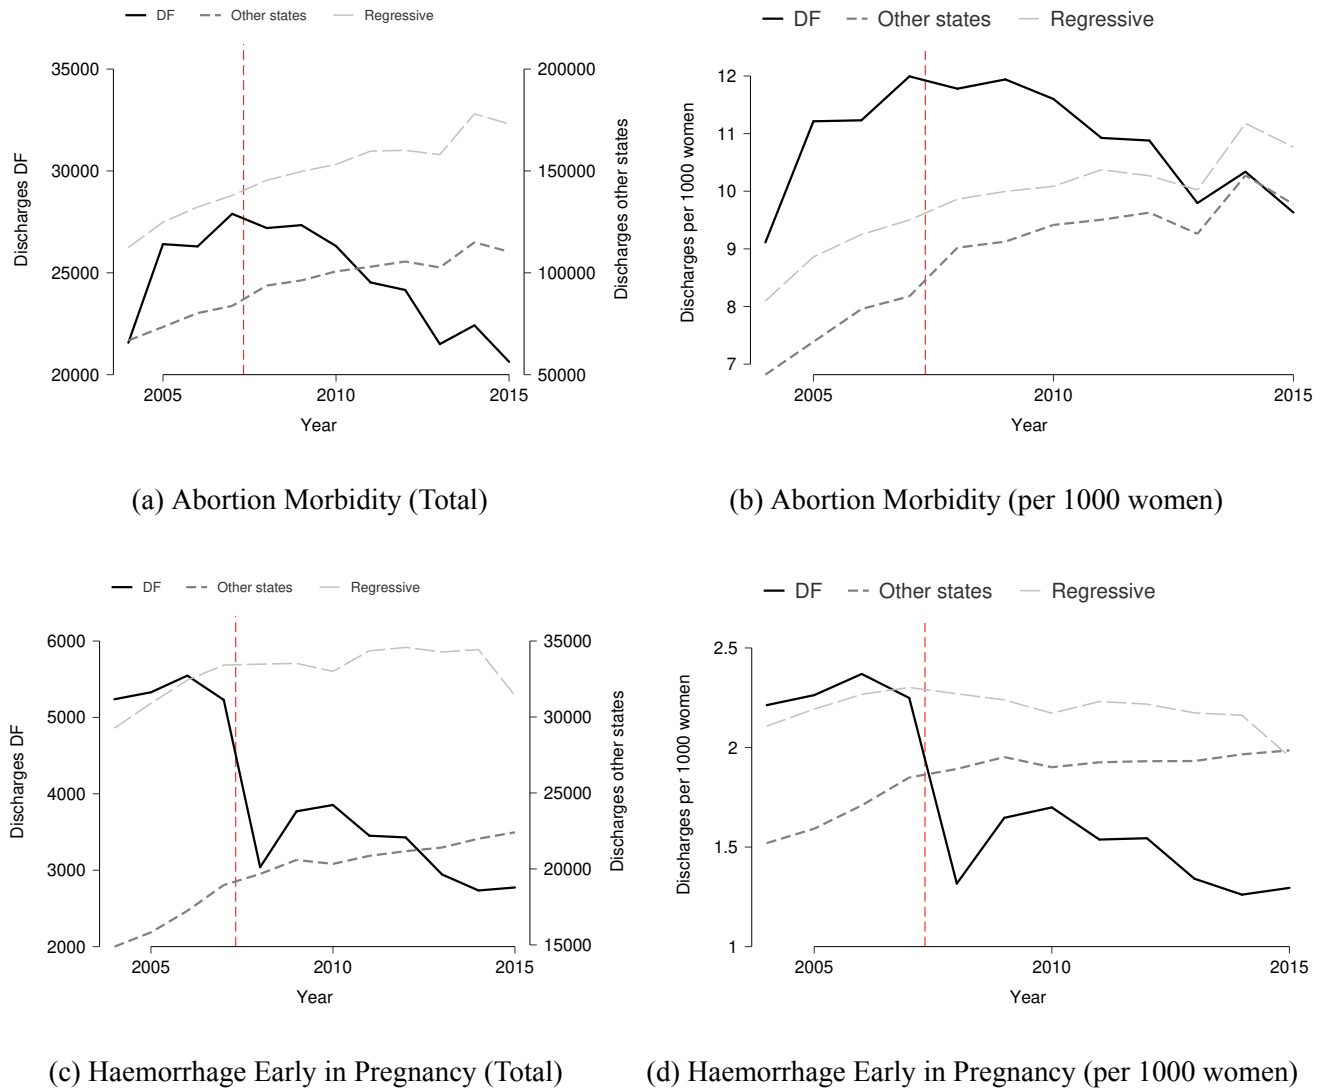 DF Other states Regressive
35000
30000
25000
20000
200000
150000
100000
50000
Discharges DF
Discharges other states
2005 2010 2015
Year
(a) Abortion Morbidity (Total)
DF Other states Regressive
12
11
10
9
8
7
Discharges per 1000 women
2005 2010 2015
Year
(b) Abortion Morbidity (per 1000 women)
DF Other states Regressive
6000
5000
4000
3000
2000
35000
30000
25000
20000
15000
Discharges DF
Discharges other states
2005 2010 2015
Year
(c) Haemorrhage Early in Pregnancy (Total)
DF Other states Regressive
2.5
2
1.5
1
Discharges per 1000 women
2005 2010 2015
Year
(d) Haemorrhage Early in Pregnancy (per 1000 women)